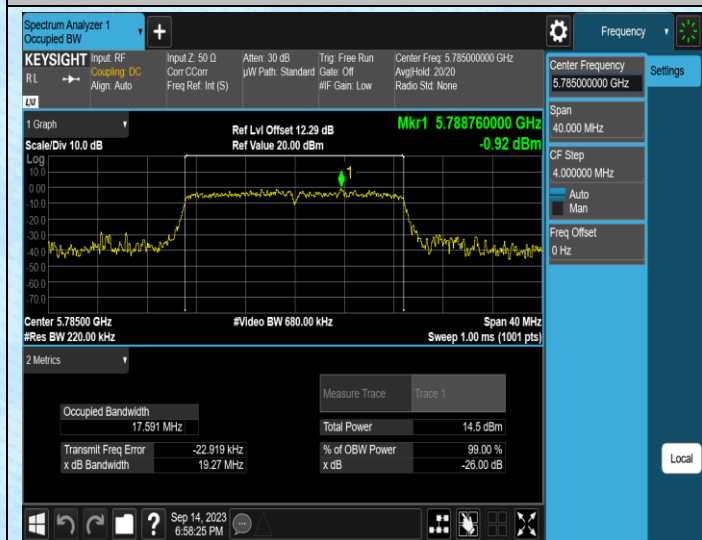 Spectrum Analyzer 1
Occupied BW
Frequency
KEYSIGHT Input: RF Input Z: 50 Ω Atten: 30 dB Trig: Free Run Center Freq: 5.785000000 GHz
RL Coupling: DC Corr CCorr µW Path: Standard Gate: Off Avg|Hold: 20/20
Align: Auto Freq Ref: Int (S) #IF Gain: Low Radio Std: None
LXI
Center Frequency
5.785000000 GHz
Settings
Span
40.000 MHz
CF Step
4.000000 MHz
Auto
Man
Freq Offset
0 Hz
1 Graph
Ref Lvl Offset 12.29 dB
Mkr1 5.788760000 GHz
Scale/Div 10.0 dB Ref Value 20.00 dBm -0.92 dBm
Log
10.0
0.00
-10.0
-20.0
-30.0
-40.0
-50.0
-60.0
-70.0
1
Center 5.78500 GHz #Video BW 680.00 kHz Span 40 MHz
#Res BW 220.00 kHz Sweep 1.00 ms (1001 pts)
2 Metrics
Measure Trace Trace 1
Occupied Bandwidth
17.591 MHz
Total Power 14.5 dBm
Transmit Freq Error -22.919 kHz % of OBW Power 99.00 %
x dB Bandwidth 19.27 MHz x dB -26.00 dB
Local
Sep 14, 2023
6:58:25 PM